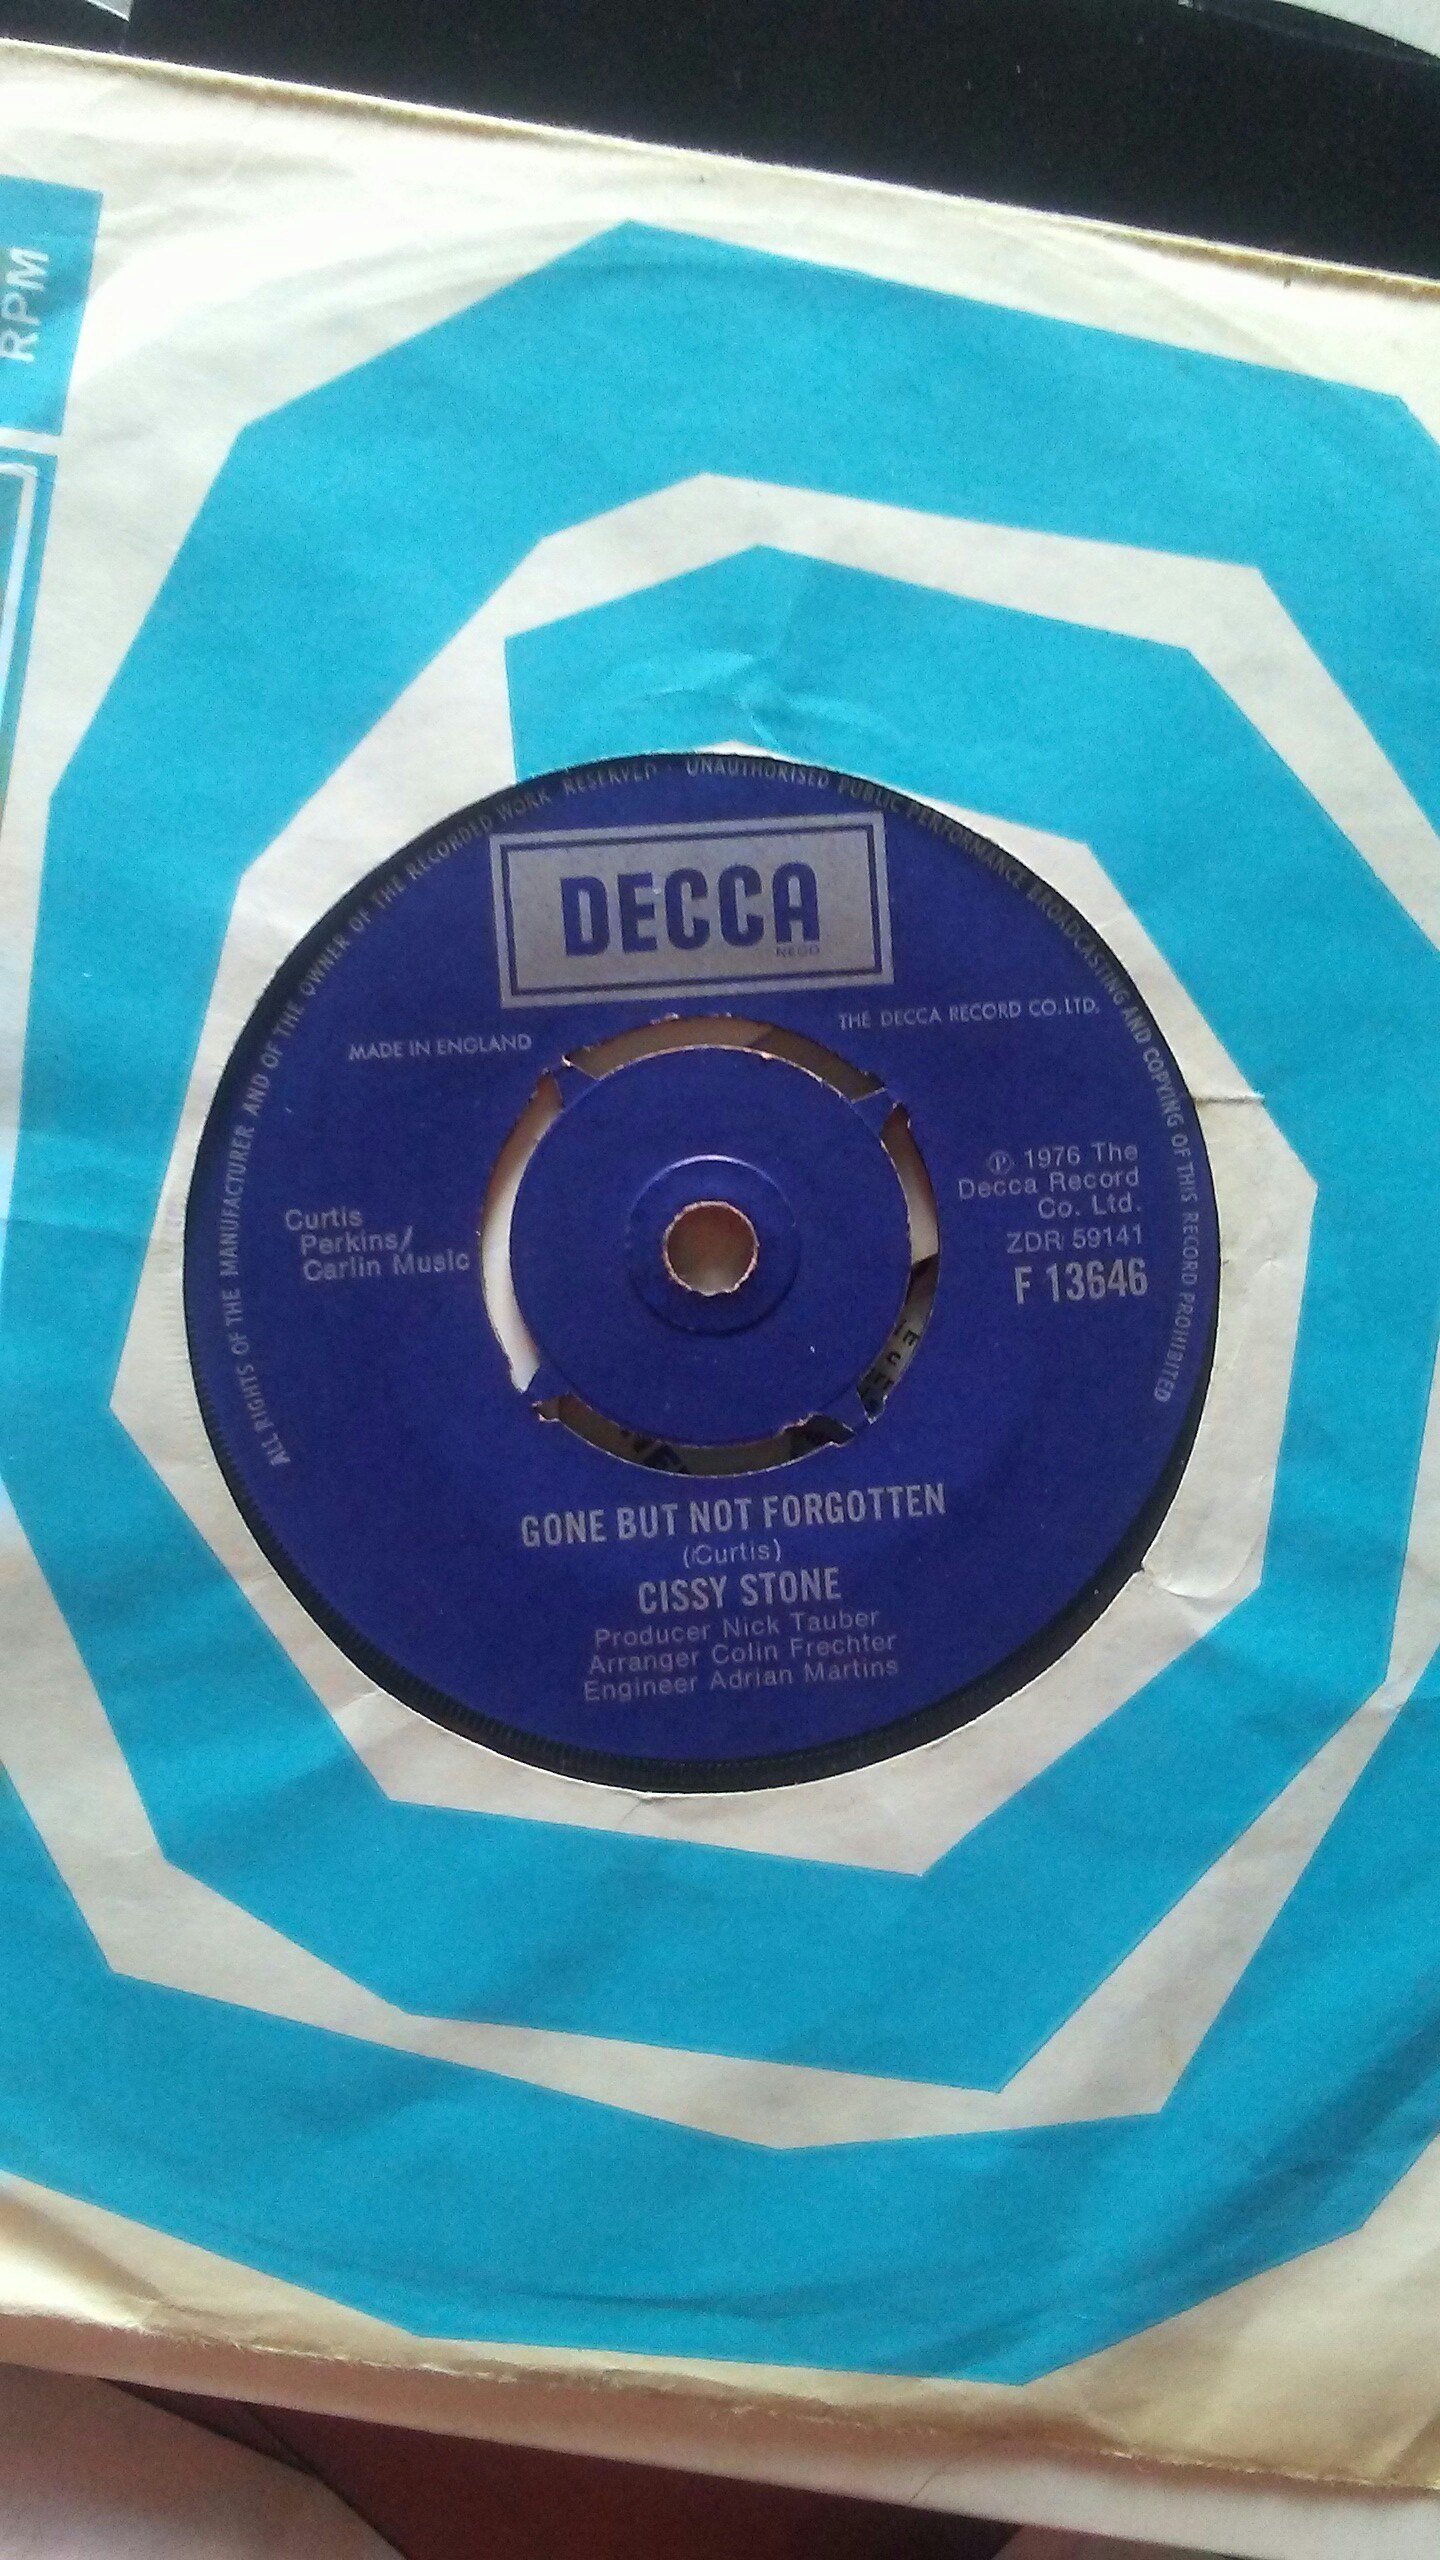 RPM
ALL RIGHTS OF THE MANUFACTURER AND OF THE OWNER OF THE RECORDED WORK RESERVED · UNAUTHORISED PUBLIC PERFORMANCE BROADCASTING AND COPYING OF THIS RECORD PROHIBITED
DECCA
REGD
MADE IN ENGLAND
THE DECCA RECORD CO. LTD.
Curtis
Perkins/
Carlin Music
Ⓟ 1976 The
Decca Record
Co. Ltd.
ZDR 59141
F 13646
GONE BUT NOT FORGOTTEN
(Curtis)
CISSY STONE
Producer Nick Tauber
Arranger Colin Frechter
Engineer Adrian Martins